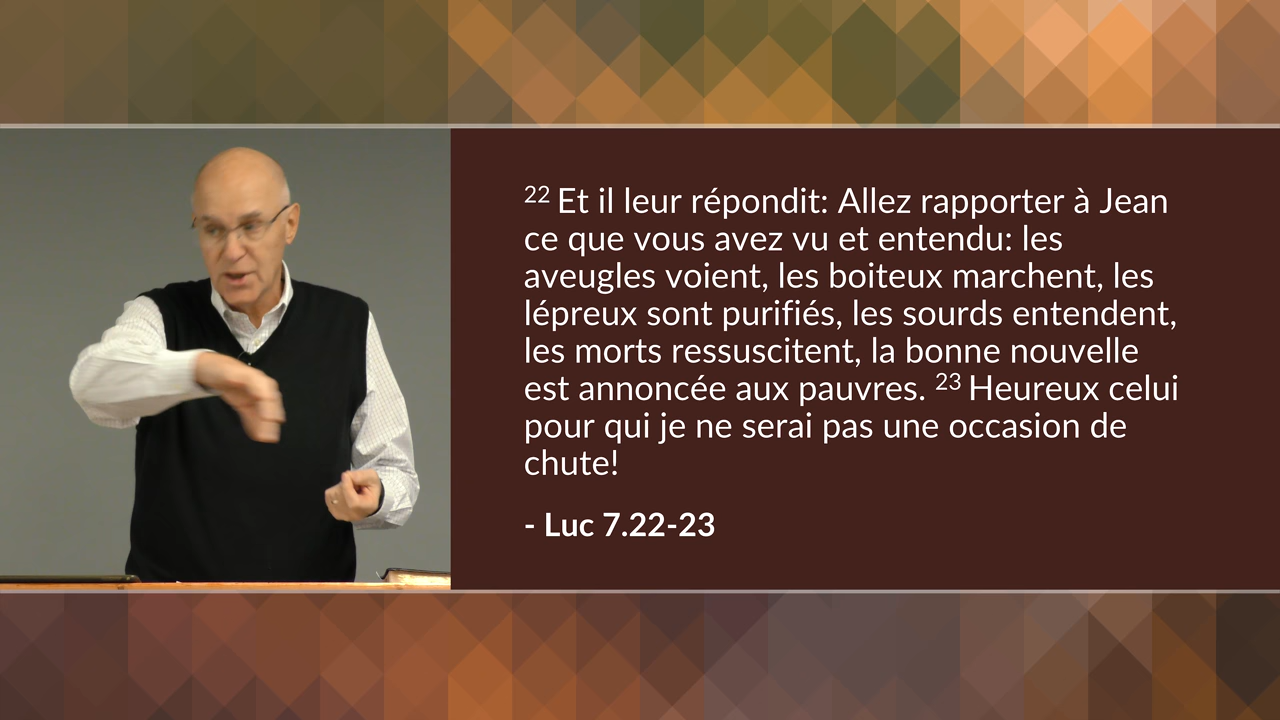 22 Et il leur répondit: Allez rapporter à Jean
ce que vous avez vu et entendu: les
aveugles voient, les boiteux marchent, les
lépreux sont purifiés, les sourds entendent,
les morts ressuscitent, la bonne nouvelle
est annoncée aux pauvres. 23 Heureux celui
pour qui je ne serai pas une occasion de
chute!
- Luc 7.22-23